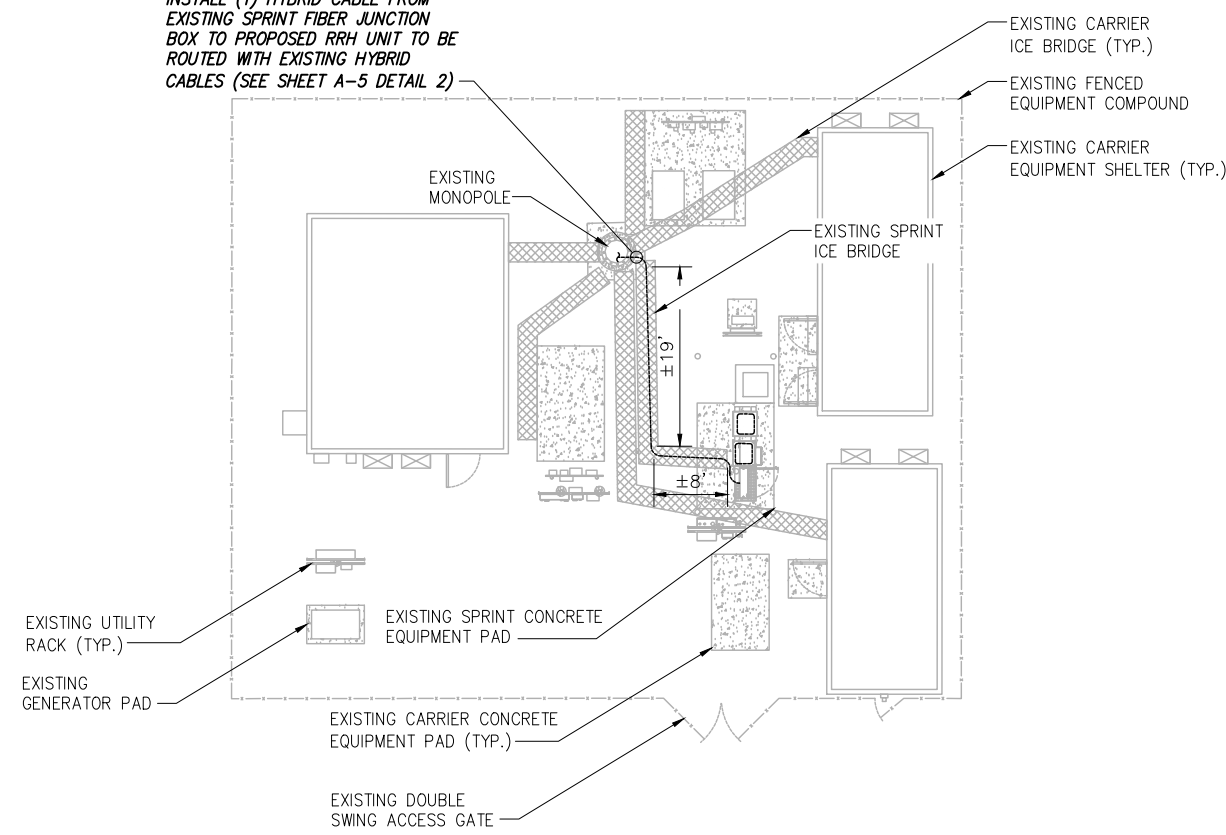 INSTALL (1) HYBRID CABLE FROM
EXISTING SPRINT FIBER JUNCTION
BOX TO PROPOSED RRH UNIT TO BE
ROUTED WITH EXISTING HYBRID
CABLES (SEE SHEET A-5 DETAIL 2)
EXISTING CARRIER
ICE BRIDGE (TYP.)
EXISTING FENCED
EQUIPMENT COMPOUND
EXISTING CARRIER
EQUIPMENT SHELTER (TYP.)
EXISTING
MONOPOLE
EXISTING SPRINT
ICE BRIDGE
±19'
±8'
EXISTING UTILITY
RACK (TYP.)
EXISTING SPRINT CONCRETE
EQUIPMENT PAD
EXISTING
GENERATOR PAD
EXISTING CARRIER CONCRETE
EQUIPMENT PAD (TYP.)
EXISTING DOUBLE
SWING ACCESS GATE